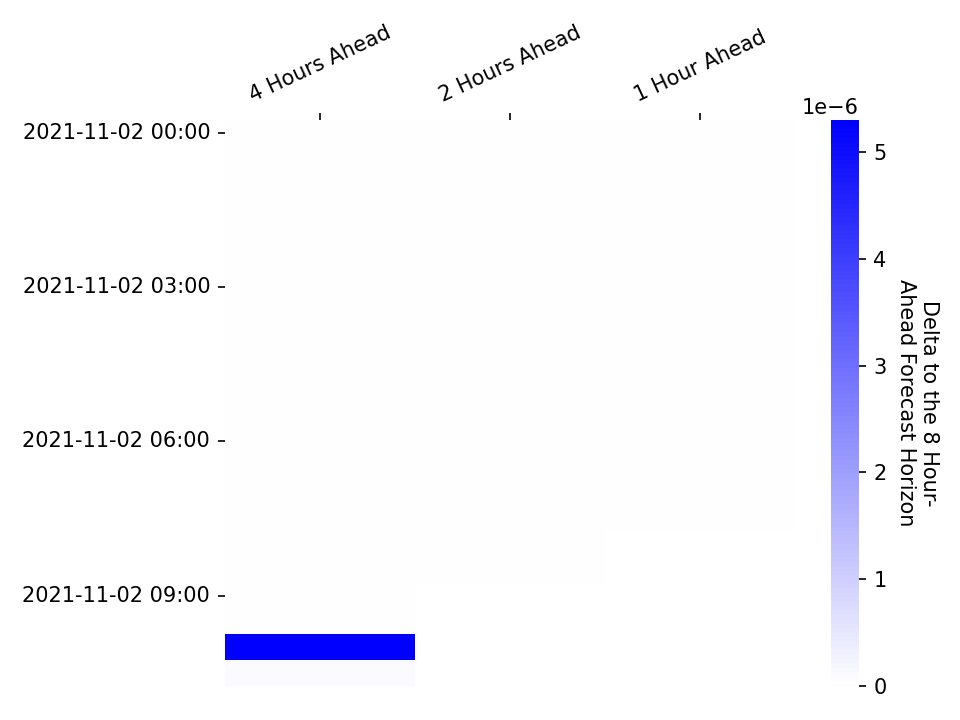 4 Hours Ahead
2 Hours Ahead
1 Hour Ahead
1e−6
2021-11-02 00:00
2021-11-02 03:00
2021-11-02 06:00
2021-11-02 09:00
5
4
3
2
1
0
Delta to the 8 Hour-
Ahead Forecast Horizon